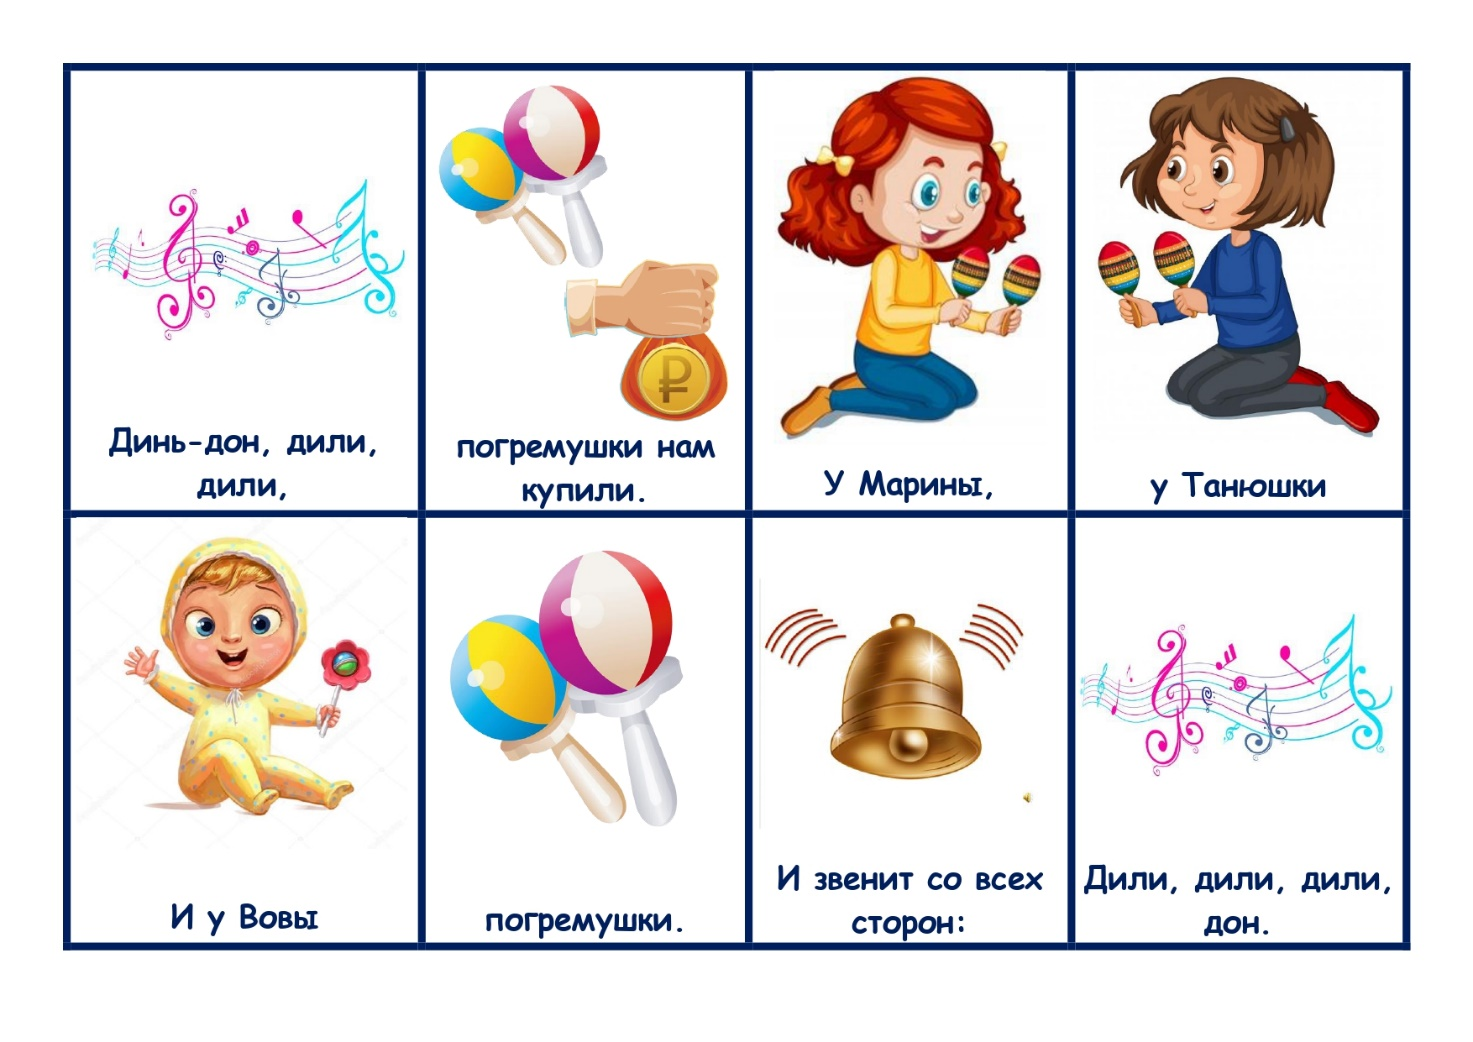 Динь-дон, дили,
дили,
погремушки нам
купили.
У Марины,
у Танюшки
И у Вовы
погремушки.
И звенит со всех
сторон:
Дили, дили, дили,
дон.